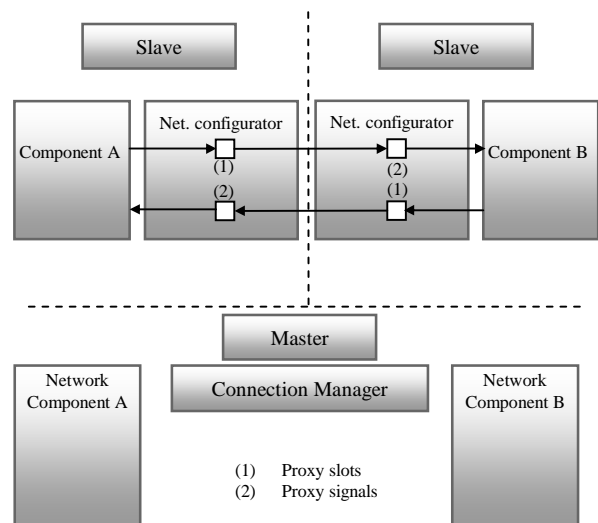 Slave
Slave
Component A
Net. configurator
Net. configurator
Component B
(1)
(2)
(2)
(1)
Master
Connection Manager
Network
Component A
Network
Component B
(1) Proxy slots
(2) Proxy signals